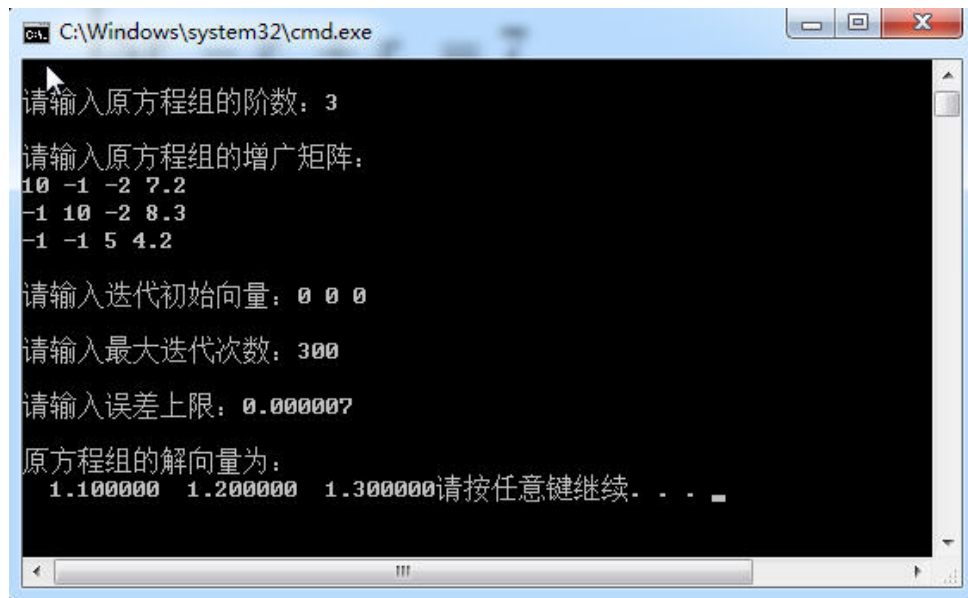 C:\Windows\system32\cmd.exe
请输入原方程组的阶数：3
请输入原方程组的增广矩阵：
10 -1 -2 7.2
-1 10 -2 8.3
-1 -1 5 4.2
请输入迭代初始向量：0 0 0
请输入最大迭代次数：300
请输入误差上限：0.000007
原方程组的解向量为：
1.100000 1.200000 1.300000请按任意键继续. . .